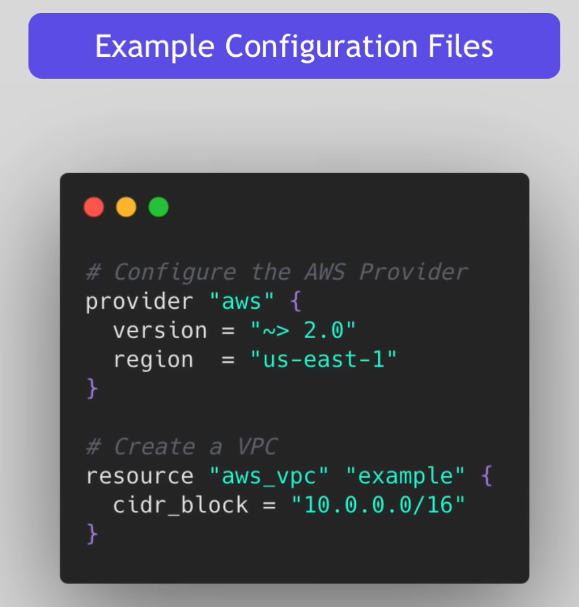 Example Configuration Files
# Configure the AWS Provider
provider "aws" {
  version = "~> 2.0"
  region  = "us-east-1"
}
# Create a VPC
resource "aws_vpc" "example" {
  cidr_block = "10.0.0.0/16"
}